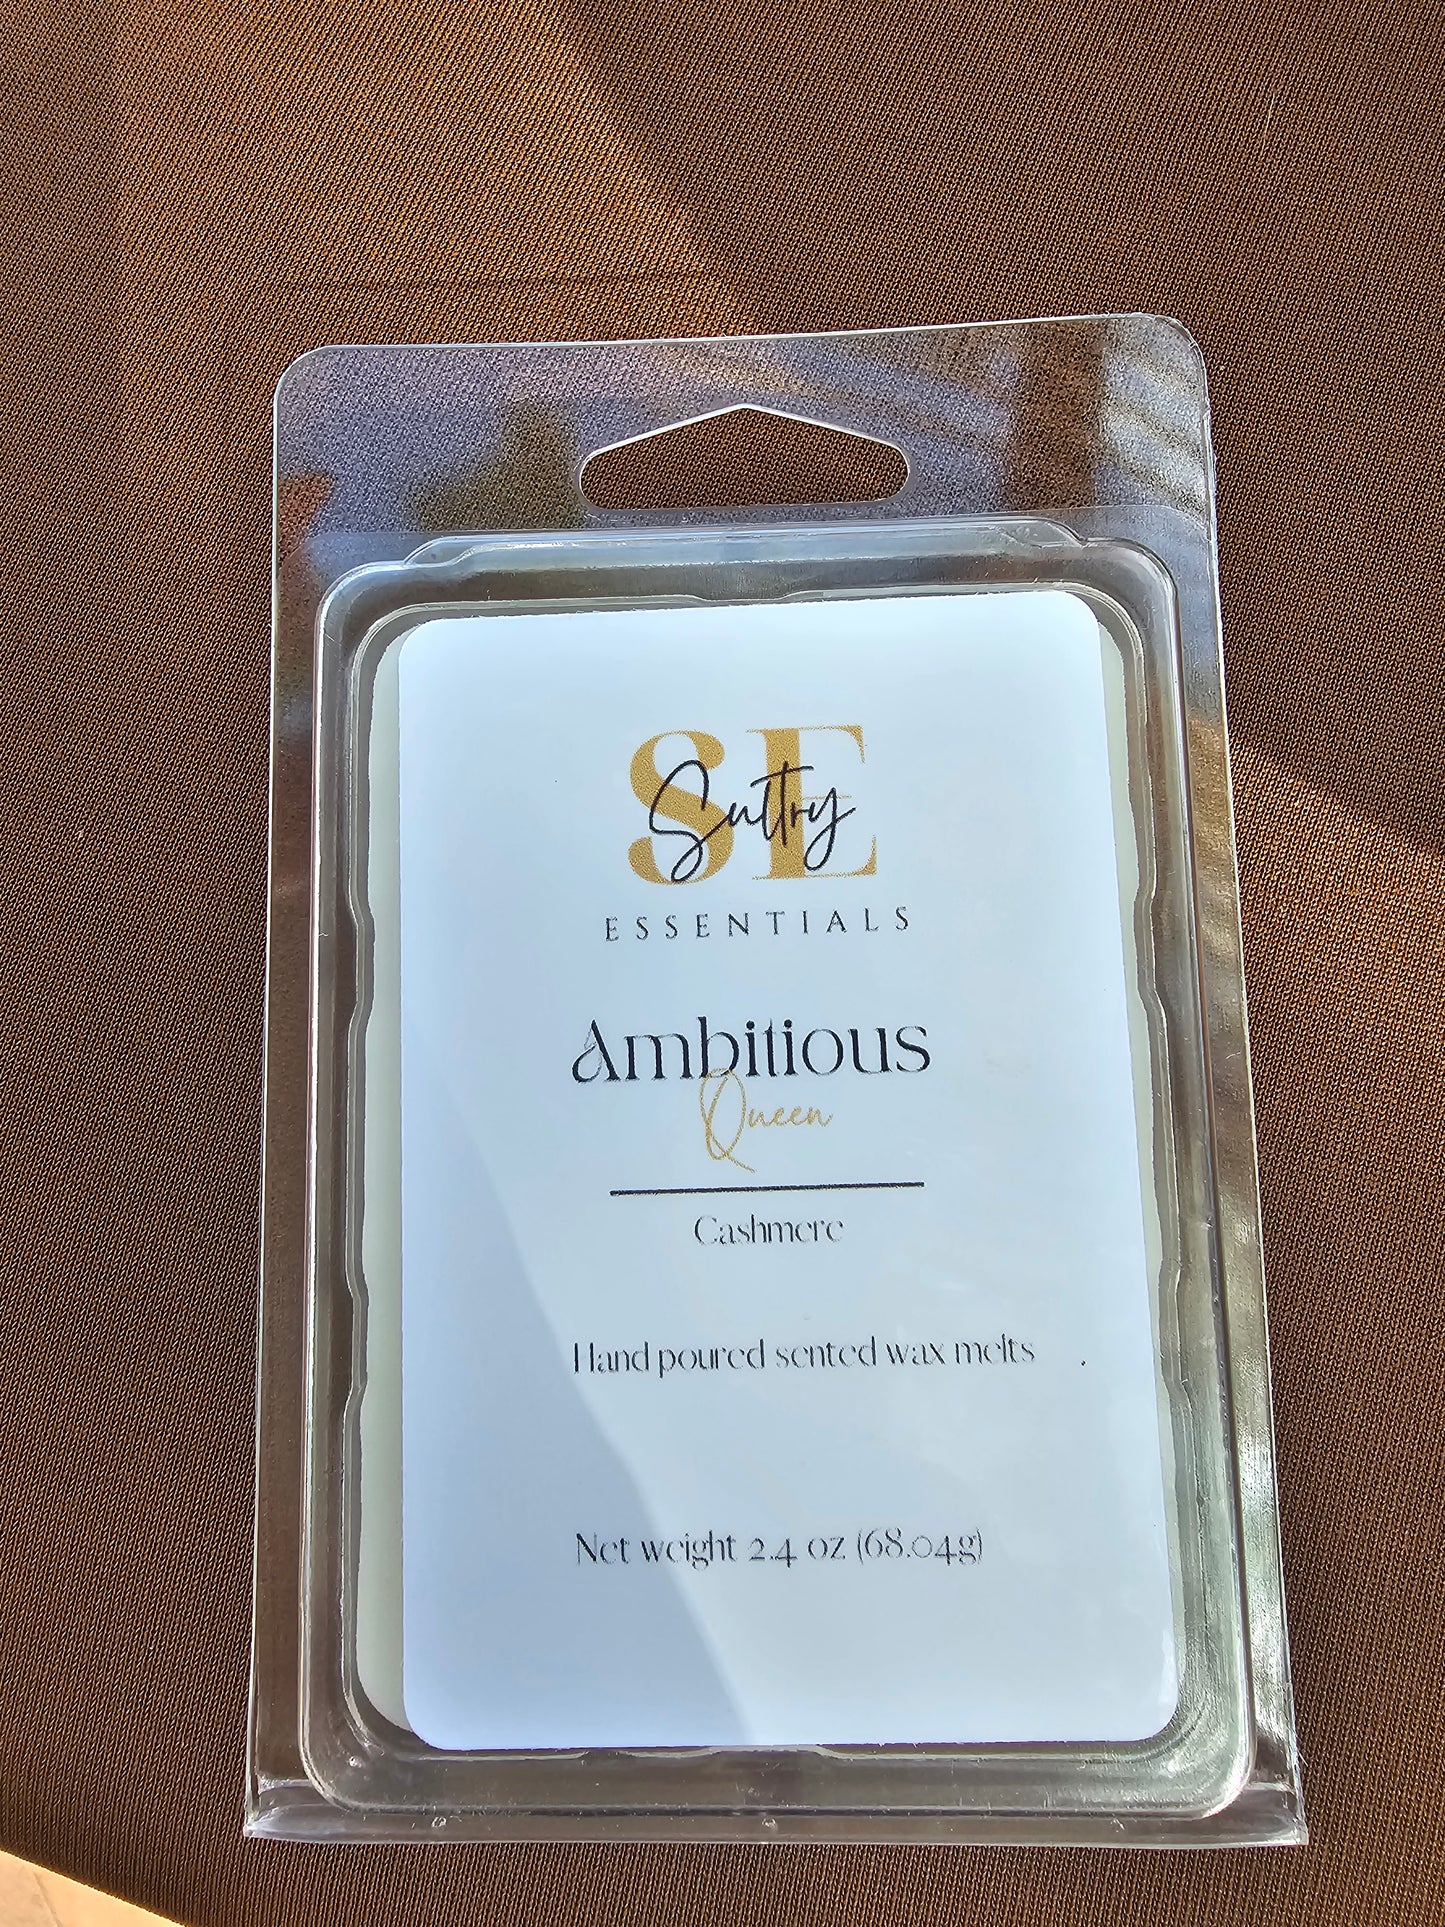 SE
Sultry
ESSENTIALS
Ambitious
Queen
Cashmere
Hand poured sented wax melts .
Net weight 2.4 oz (68.04g)